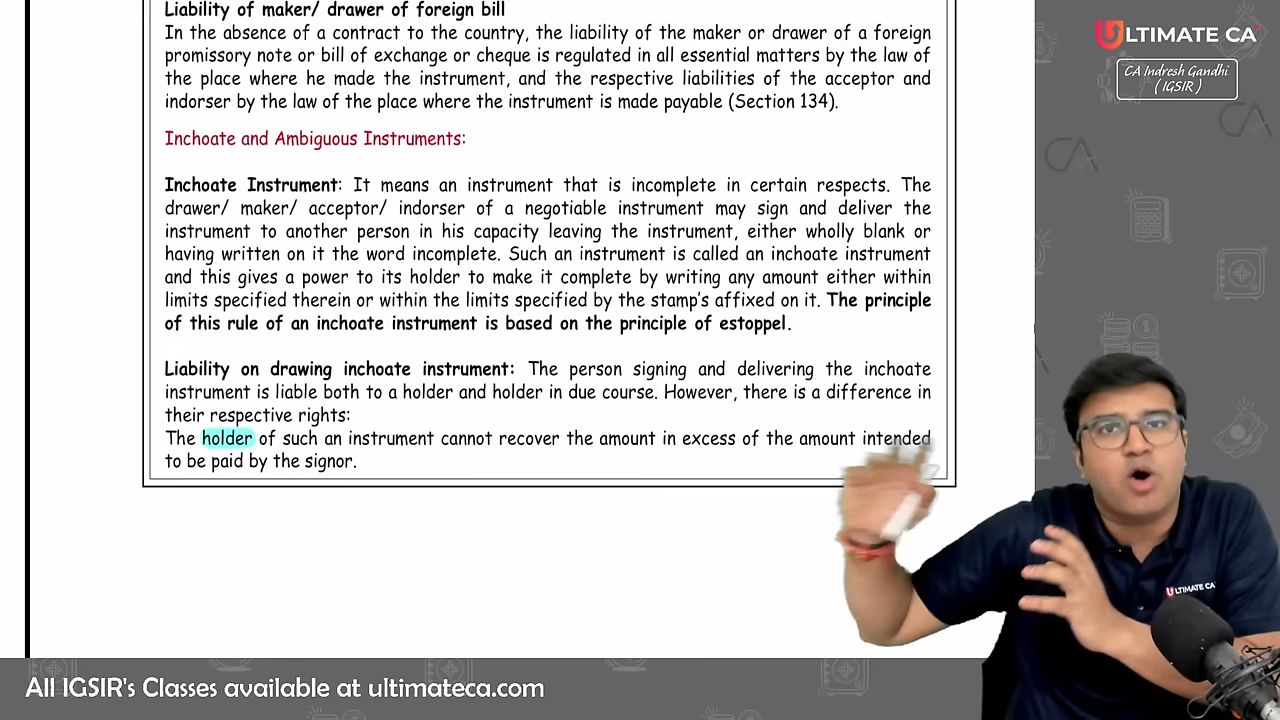 Liability of maker/ drawer of foreign bill
In the absence of a contract to the country, the liability of the maker or drawer of a foreign
promissory note or bill of exchange or cheque is regulated in all essential matters by the law of
the place where he made the instrument, and the respective liabilities of the acceptor and
indorser by the law of the place where the instrument is made payable (Section 134).
Inchoate and Ambiguous Instruments:
Inchoate Instrument: It means an instrument that is incomplete in certain respects. The
drawer/ maker/ acceptor/ indorser of a negotiable instrument may sign and deliver the
instrument to another person in his capacity leaving the instrument, either wholly blank or
having written on it the word incomplete. Such an instrument is called an inchoate instrument
and this gives a power to its holder to make it complete by writing any amount either within
limits specified therein or within the limits specified by the stamp's affixed on it. The principle
of this rule of an inchoate instrument is based on the principle of estoppel.
Liability on drawing inchoate instrument: The person signing and delivering the inchoate
instrument is liable both to a holder and holder in due course. However, there is a difference in
their respective rights:
The holder of such an instrument cannot recover the amount in excess of the amount intended
to be paid by the signor.
ULTIMATE CA
CA Indresh Gandhi
(IGSIR)
CA
CA
ULTIMATE CA
All IGSIR's Classes available at ultimateca.com